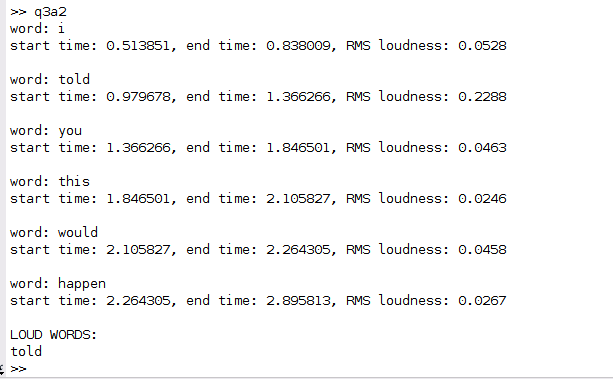 >> q3a2
word: i
start time: 0.513851, end time: 0.838009, RMS loudness: 0.0528
word: told
start time: 0.979678, end time: 1.366266, RMS loudness: 0.2288
word: you
start time: 1.366266, end time: 1.846501, RMS loudness: 0.0463
word: this
start time: 1.846501, end time: 2.105827, RMS loudness: 0.0246
word: would
start time: 2.105827, end time: 2.264305, RMS loudness: 0.0458
word: happen
start time: 2.264305, end time: 2.895813, RMS loudness: 0.0267
LOUD WORDS:
told
>>